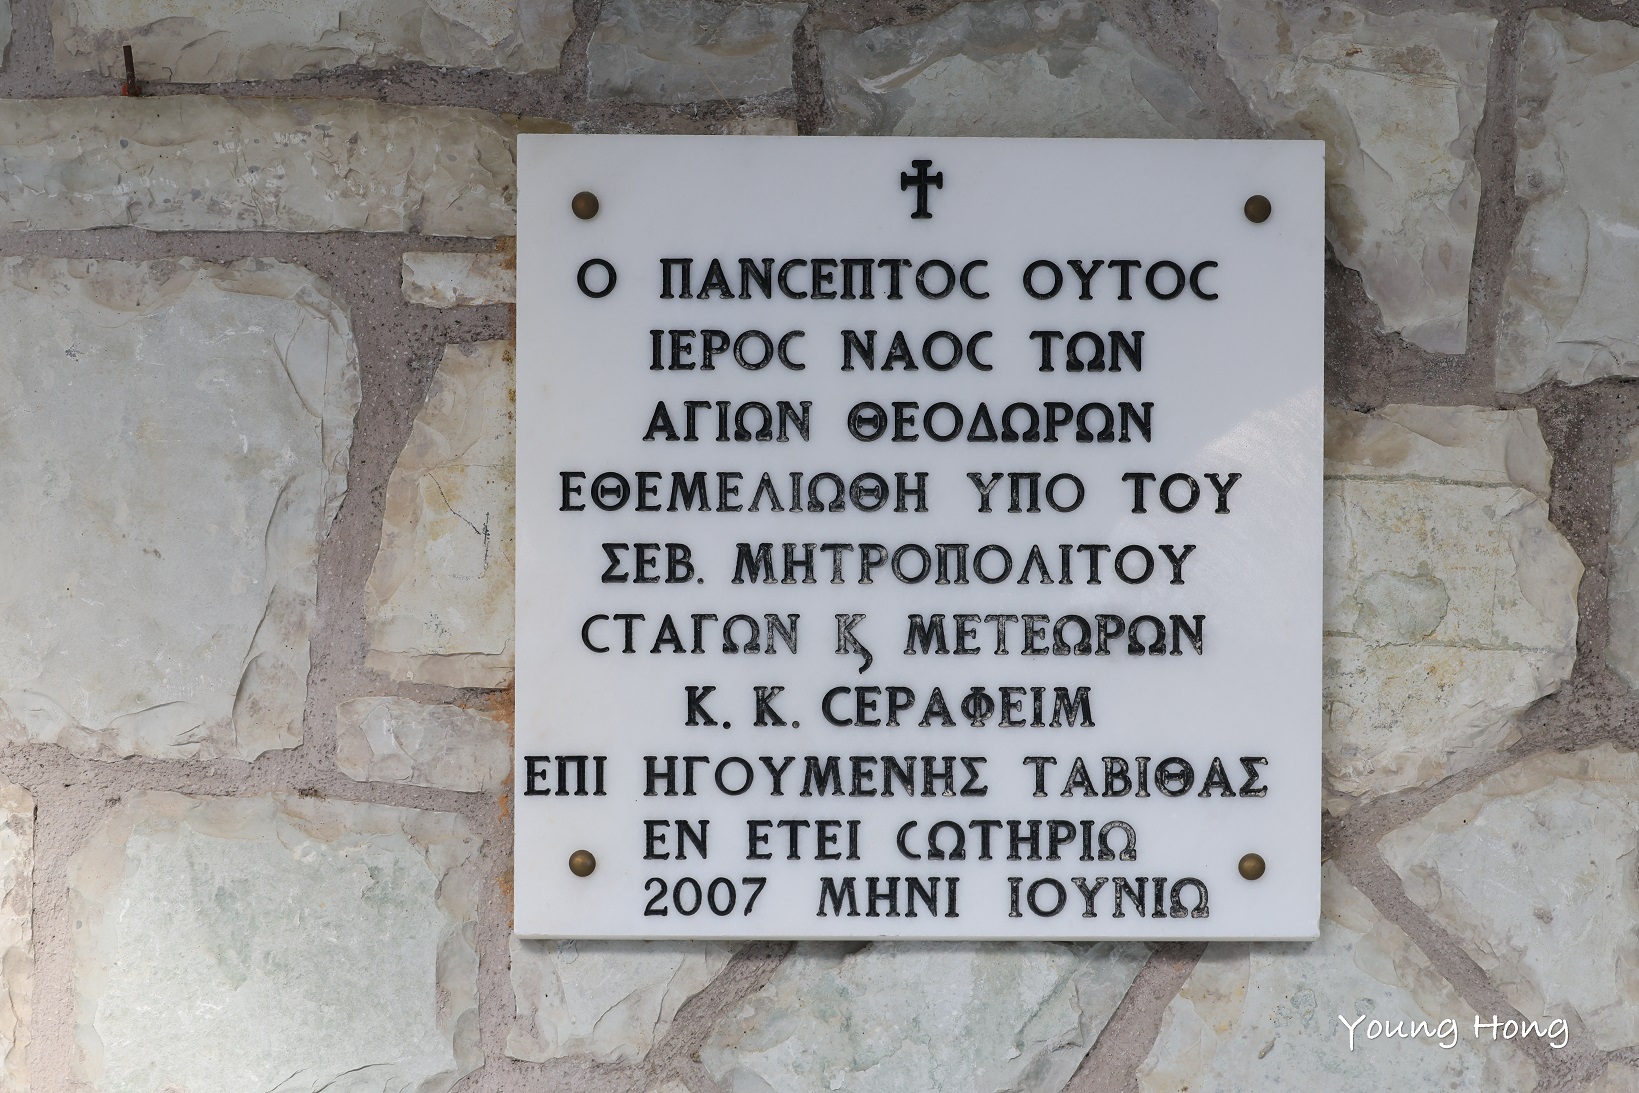 Ο ΠΑΝCΕΠΤΟC ΟΥΤΟC
ΙΕΡΟC ΝΑΟC ΤΩΝ
ΑΓΙΩΝ ΘΕΟΔΩΡΩΝ
ΕΘΕΜΕΛΙΩΘΗ ΥΠΟ ΤΟΥ
ΣΕΒ. ΜΗΤΡΟΠΟΛΙΤΟΥ
CΤΑΓΩΝ Ϗ ΜΕΤΕΩΡΩΝ
Κ. Κ. CΕΡΑΦΕΙΜ
ΕΠΙ ΗΓΟΥΜΕΝΗΣ ΤΑΒΙΘΑΣ
ΕΝ ΕΤΕΙ CΩΤΗΡΙΩ
2007 ΜΗΝΙ ΙΟΥΝΙΩ
Young Hong